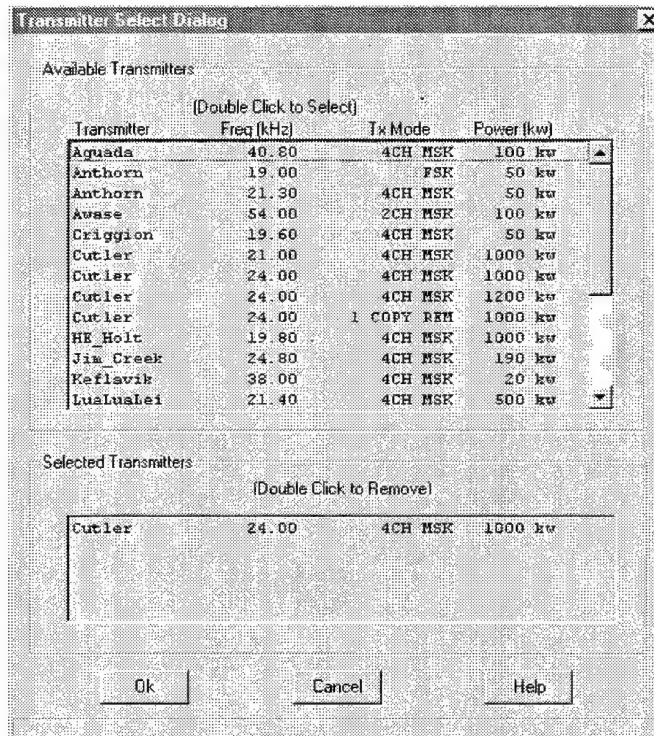 Transmitter Select Dialog
Available Transmitters
(Double Click to Select)
Transmitter Freq (kHz) Tx Mode Power (kw)
Aguada 40.80 4CH MSK 100 kw
Anthorn 19.00 FSK 50 kw
Anthorn 21.30 4CH MSK 50 kw
Awase 54.00 2CH MSK 100 kw
Criggion 19.60 4CH MSK 50 kw
Cutler 21.00 4CH MSK 1000 kw
Cutler 24.00 4CH MSK 1000 kw
Cutler 24.00 4CH MSK 1200 kw
Cutler 24.00 1 COPY REM 1000 kw
HE_Holt 19.80 4CH MSK 1000 kw
Jim_Creek 24.80 4CH MSK 190 kw
Keflavik 38.00 4CH MSK 20 kw
LuaLuaLei 21.40 4CH MSK 500 kw
Selected Transmitters
(Double Click to Remove)
Cutler 24.00 4CH MSK 1000 kw
Ok Cancel Help